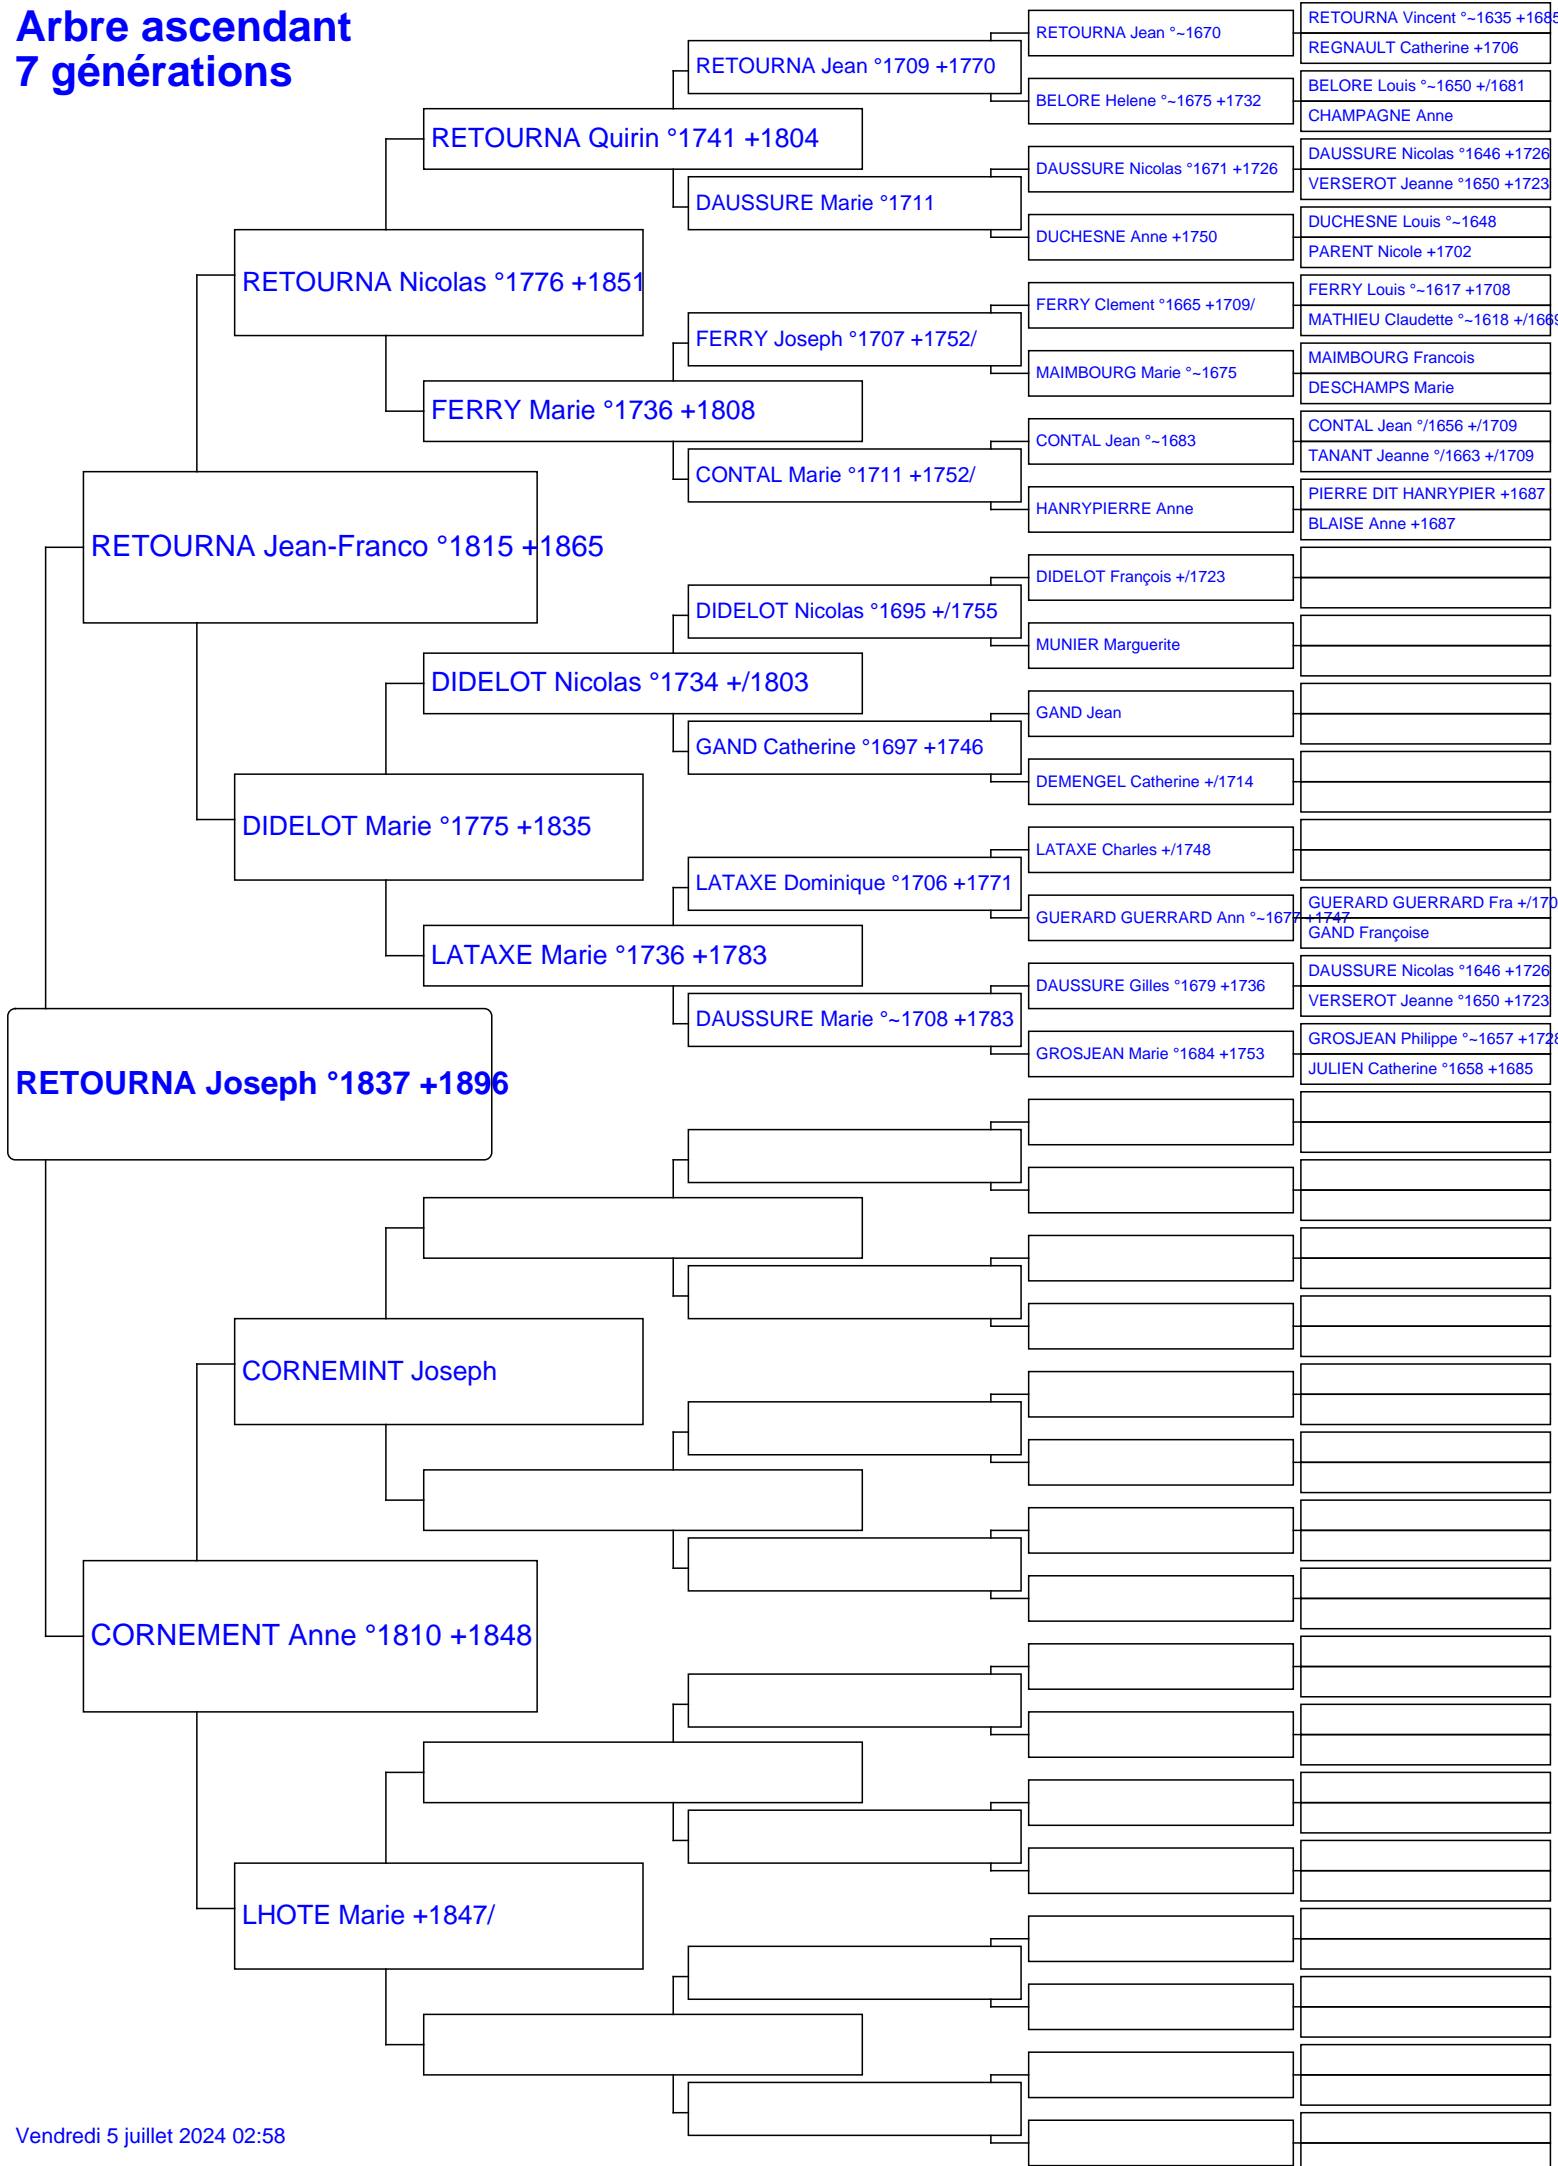 Arbre ascendant
7 générations
RETOURNA Joseph °1837 +1896
RETOURNA Jean-Franco °1815 +1865
CORNEMENT Anne °1810 +1848
RETOURNA Nicolas °1776 +1851
DIDELOT Marie °1775 +1835
CORNEMINT Joseph
LHOTE Marie +1847/
RETOURNA Quirin °1741 +1804
FERRY Marie °1736 +1808
DIDELOT Nicolas °1734 +/1803
LATAXE Marie °1736 +1783
RETOURNA Jean °1709 +1770
DAUSSURE Marie °1711
FERRY Joseph °1707 +1752/
CONTAL Marie °1711 +1752/
DIDELOT Nicolas °1695 +/1755
GAND Catherine °1697 +1746
LATAXE Dominique °1706 +1771
DAUSSURE Marie °~1708 +1783
RETOURNA Jean °~1670
BELORE Helene °~1675 +1732
DAUSSURE Nicolas °1671 +1726
DUCHESNE Anne +1750
FERRY Clement °1665 +1709/
MAIMBOURG Marie °~1675
CONTAL Jean °~1683
HANRYPIERRE Anne
DIDELOT François +/1723
MUNIER Marguerite
GAND Jean
DEMENGEL Catherine +/1714
LATAXE Charles +/1748
GUERARD GUERRARD Ann °~1677 +1747
DAUSSURE Gilles °1679 +1736
GROSJEAN Marie °1684 +1753
RETOURNA Vincent °~1635 +1685
REGNAULT Catherine +1706
BELORE Louis °~1650 +/1681
CHAMPAGNE Anne
DAUSSURE Nicolas °1646 +1726
VERSEROT Jeanne °1650 +1723
DUCHESNE Louis °~1648
PARENT Nicole +1702
FERRY Louis °~1617 +1708
MATHIEU Claudette °~1618 +/1669
MAIMBOURG Francois
DESCHAMPS Marie
CONTAL Jean °/1656 +/1709
TANANT Jeanne °/1663 +/1709
PIERRE DIT HANRYPIER +1687
BLAISE Anne +1687
GUERARD GUERRARD Fra +/170
GAND Françoise
DAUSSURE Nicolas °1646 +1726
VERSEROT Jeanne °1650 +1723
GROSJEAN Philippe °~1657 +1728
JULIEN Catherine °1658 +1685
Vendredi 5 juillet 2024 02:58